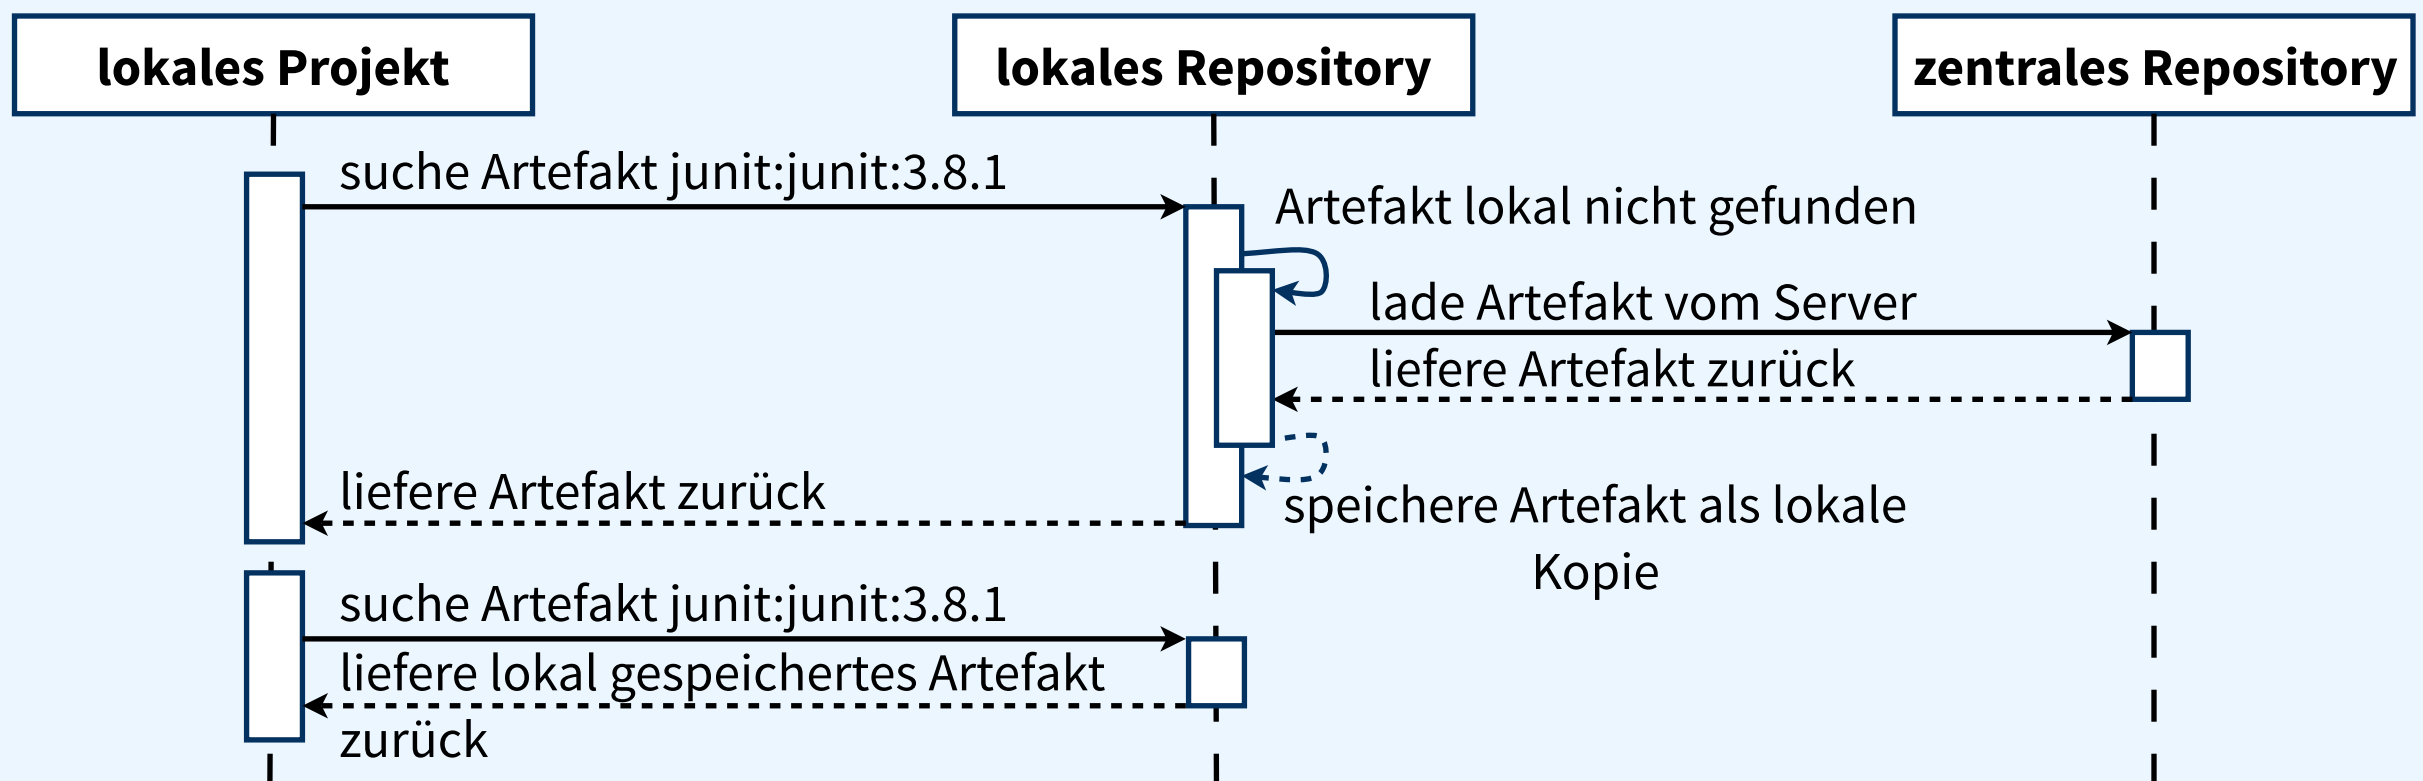 lokales Projekt
lokales Repository
zentrales Repository
suche Artefakt junit:junit:3.8.1
Artefakt lokal nicht gefunden
lade Artefakt vom Server
liefere Artefakt zurück
liefere Artefakt zurück
speichere Artefakt als lokale
Kopie
suche Artefakt junit:junit:3.8.1
liefere lokal gespeichertes Artefakt
zurück